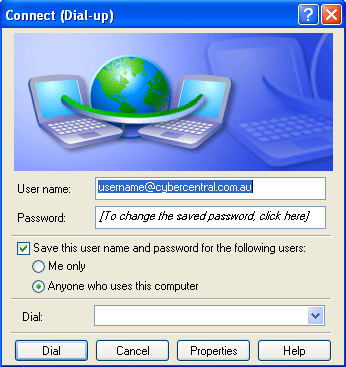 Connect (Dial-up)
User name: username@cybercentral.com.au
Password: [To change the saved password, click here]
Save this user name and password for the following users:
Me only
Anyone who uses this computer
Dial:
Dial Cancel Properties Help